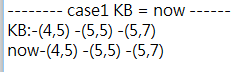 -------- case1 KB = now ------
KB:-(4,5) -(5,5) -(5,7)
now-(4,5) -(5,5) -(5,7)